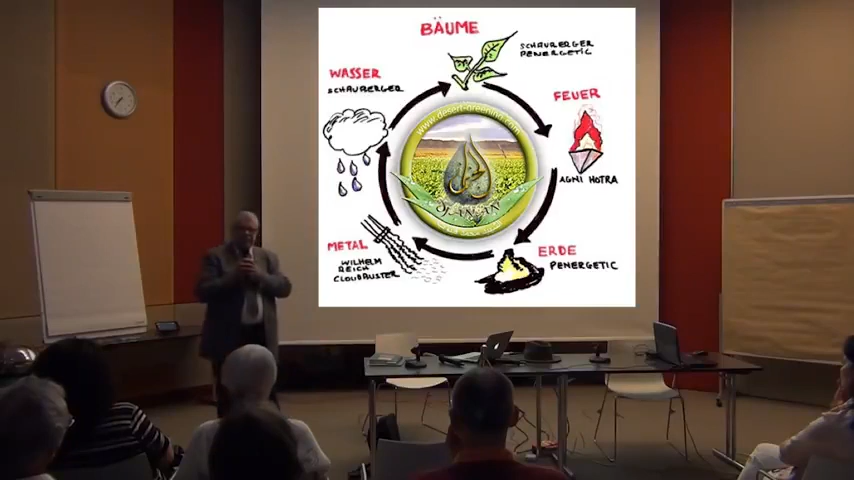 BÄUME
SCHAUBERGER
PENERGETIC
WASSER
SCHAUBERGER
FEUER
AGNI HOTRA
www.desert-greening.com
METAL
WILHELM
REICH
CLOUDBUSTER
ERDE
PENERGETIC